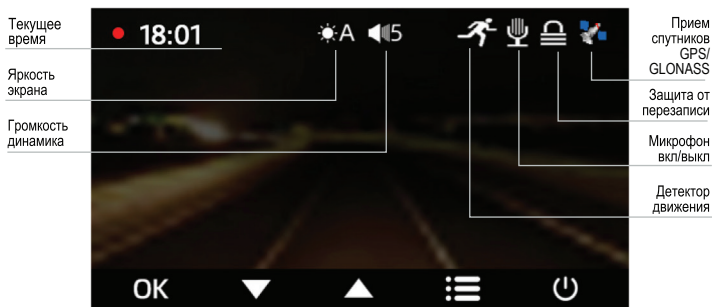 Текущее
время
Яркость
экрана
Громкость
динамика
18:01
A 5
Прием
спутников
GPS/
GLONASS
Защита от
перезаписи
Микрофон
вкл/выкл
Детектор
движения
OK